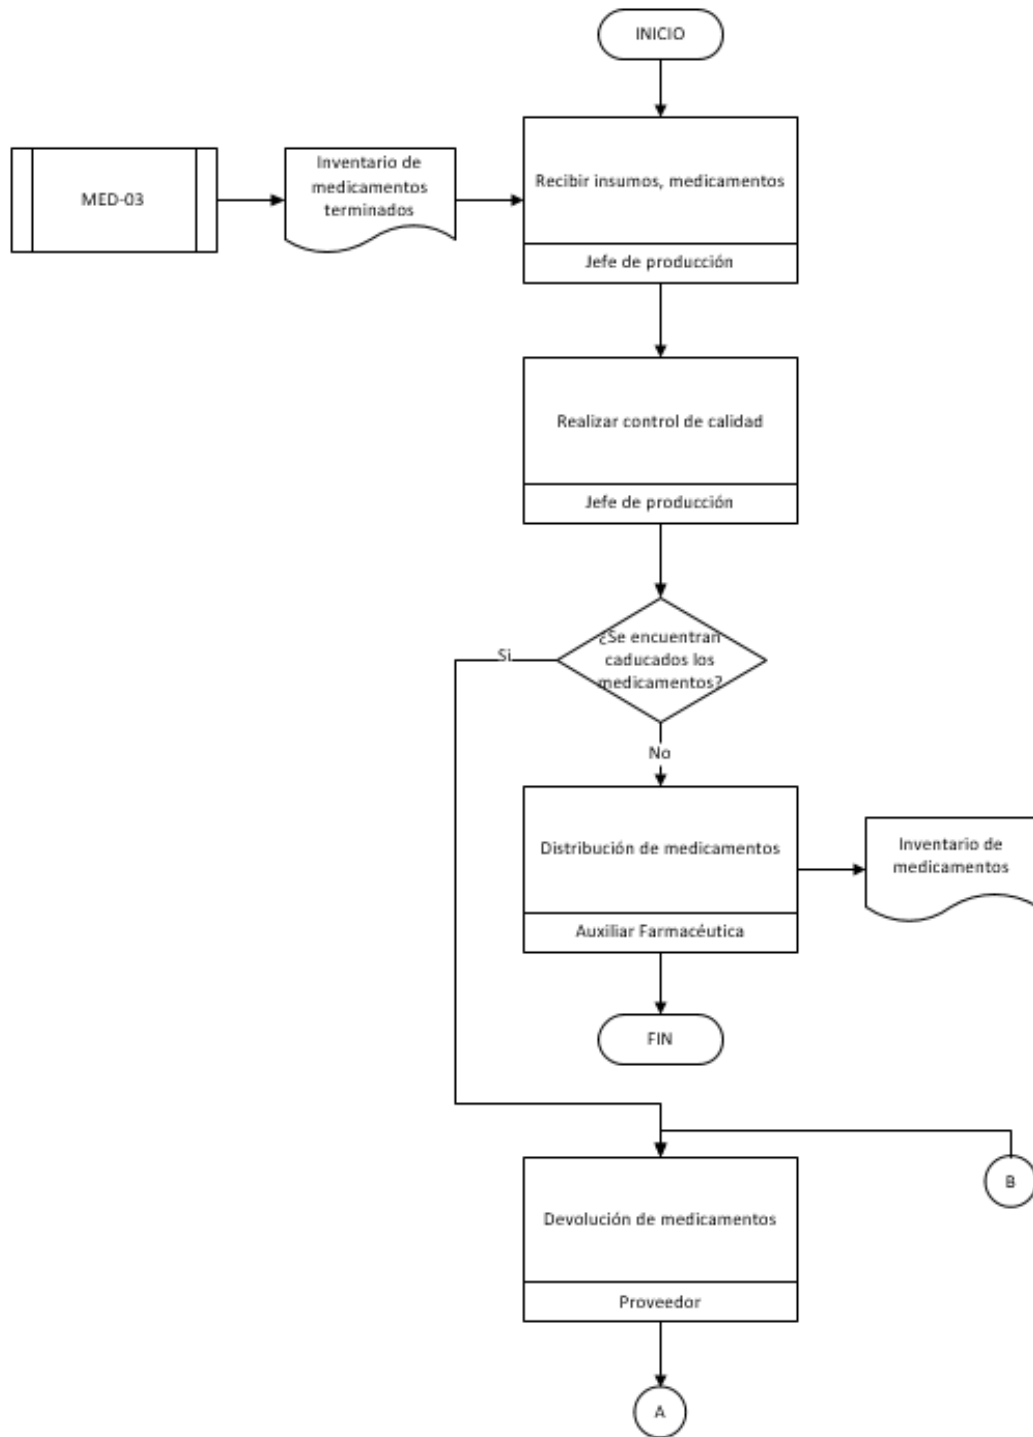 INICIO
MED-03
Inventario de
medicamentos
terminados
Recibir insumos, medicamentos
Jefe de producción
Realizar control de calidad
Jefe de producción
¿Se encuentran
caducados los
medicamentos?
Si
No
Distribución de medicamentos
Auxiliar Farmacéutica
Inventario de
medicamentos
FIN
B
Devolución de medicamentos
Proveedor
A